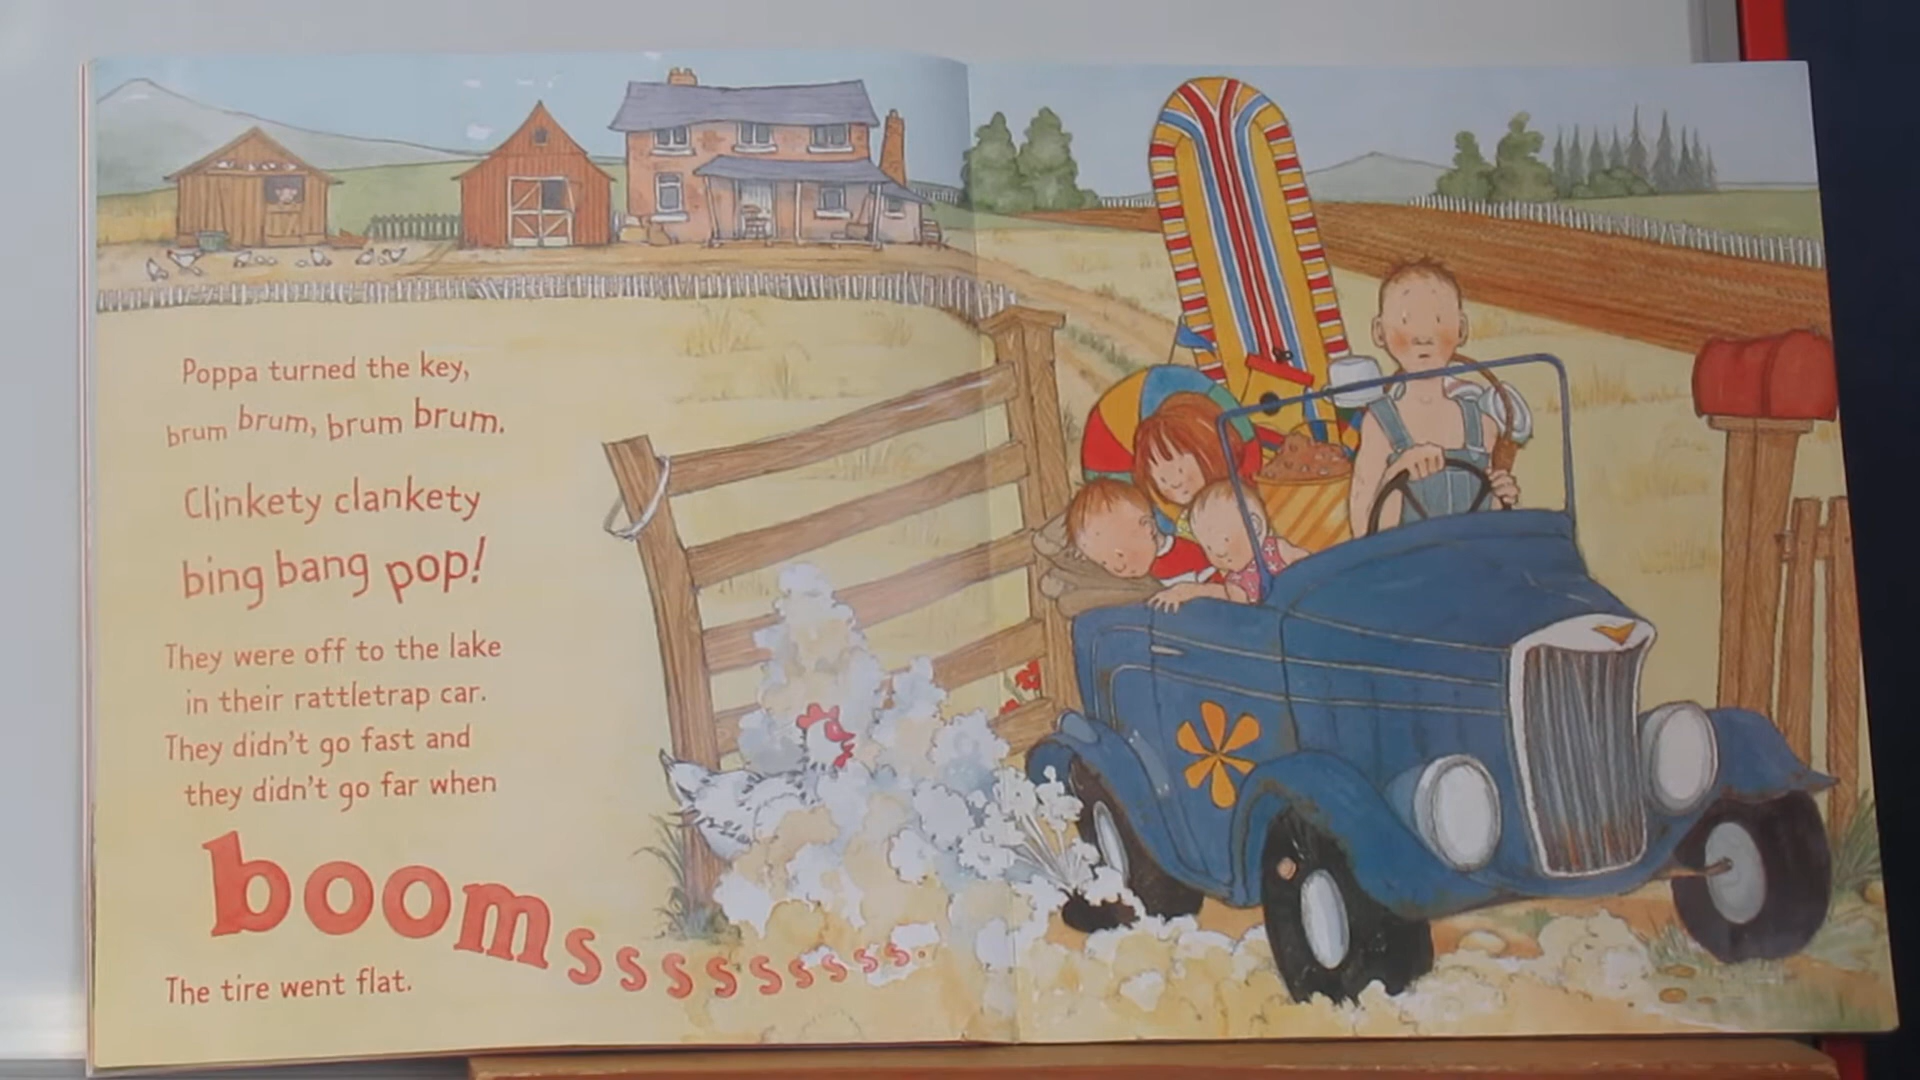 Poppa turned the key,
brum brum, brum brum.
Clinkety clankety
bing bang pop!
They were off to the lake
in their rattletrap car.
They didn't go fast and
they didn't go far when
boomsssssssss.
The tire went flat.